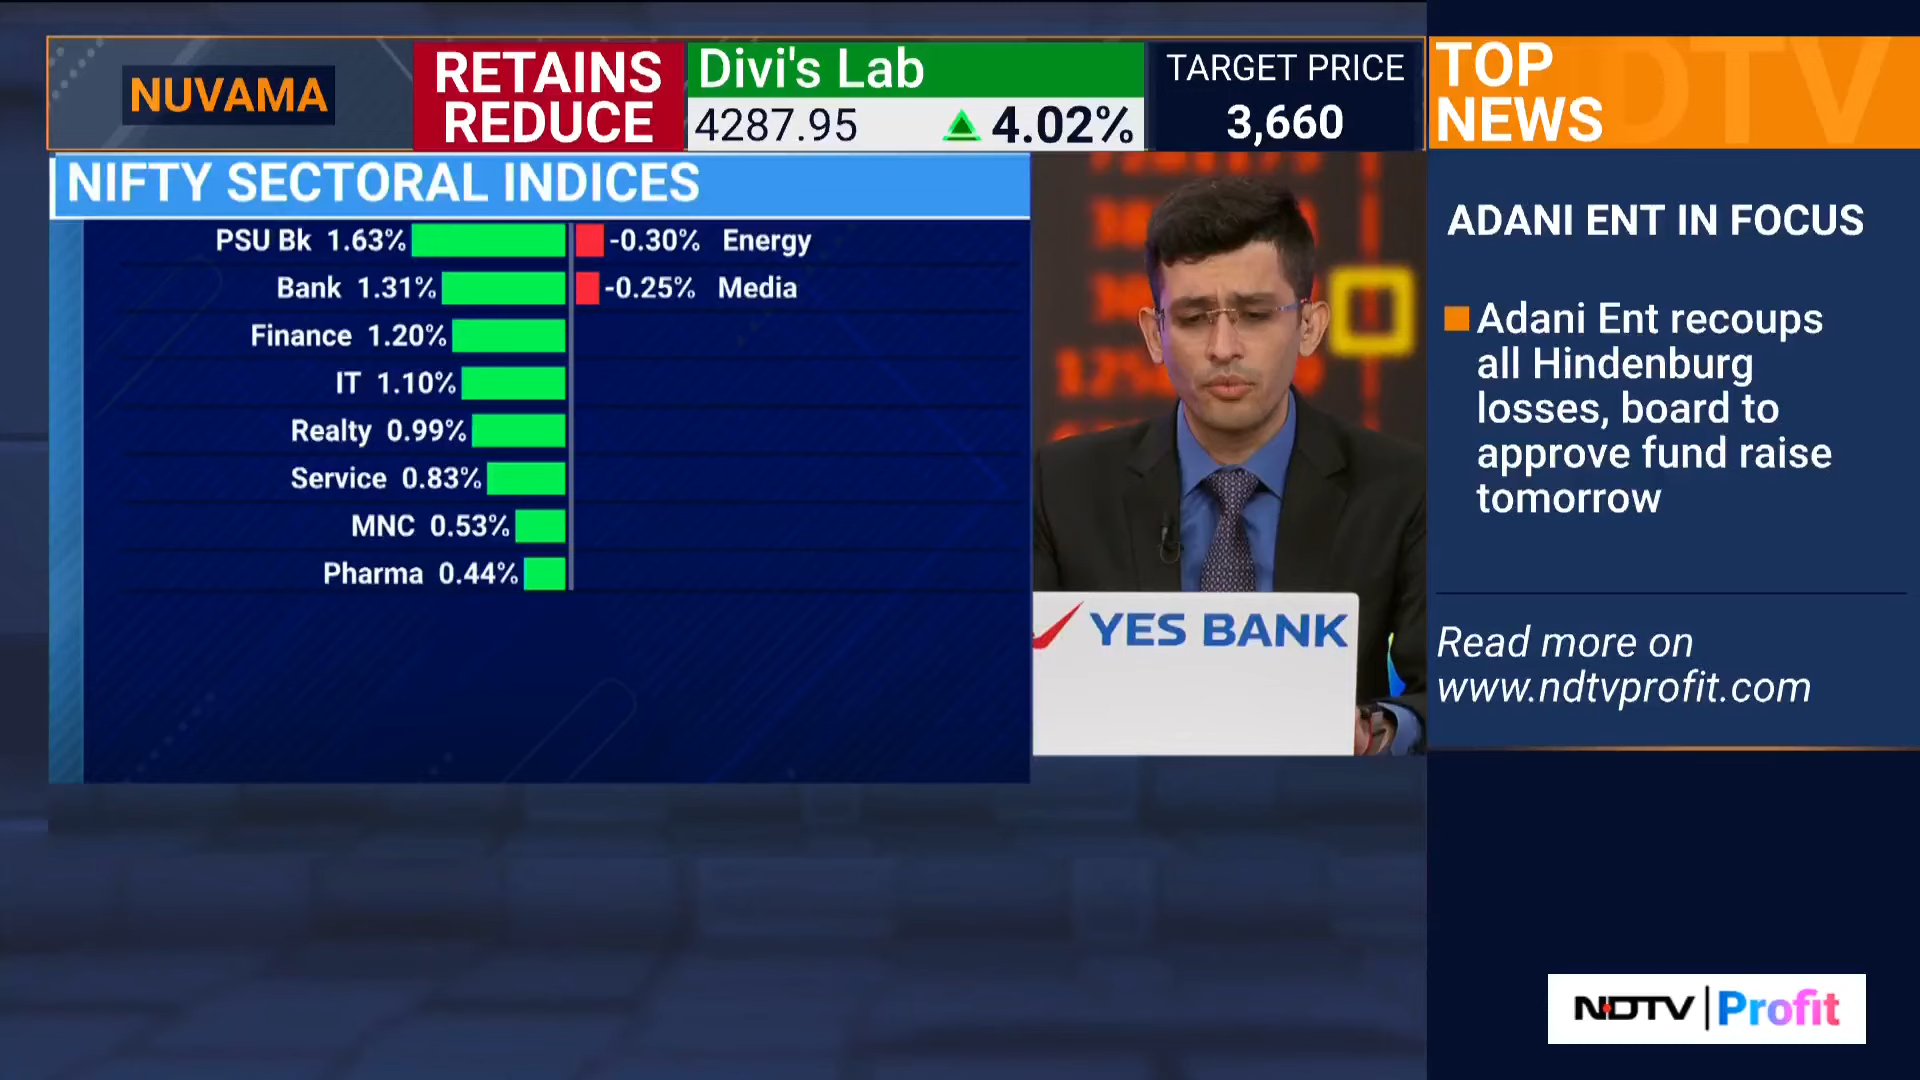 NUVAMA
RETAINS
REDUCE
Divi's Lab
4287.95 4.02%
TARGET PRICE
3,660
TOP
NEWS
NIFTY SECTORAL INDICES
PSU Bk 1.63% -0.30% Energy
Bank 1.31% -0.25% Media
Finance 1.20%
IT 1.10%
Realty 0.99%
Service 0.83%
MNC 0.53%
Pharma 0.44%
YES BANK
ADANI ENT IN FOCUS
Adani Ent recoups
all Hindenburg
losses, board to
approve fund raise
tomorrow
Read more on
www.ndtvprofit.com
NDTV Profit